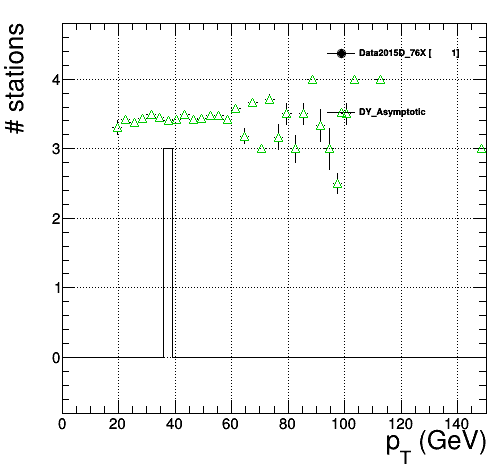 # stations
Data2015D_76X [ 1]
DY_Asymptotic
4
3
2
1
0
0 20 40 60 80 100 120 140
p_T (GeV)